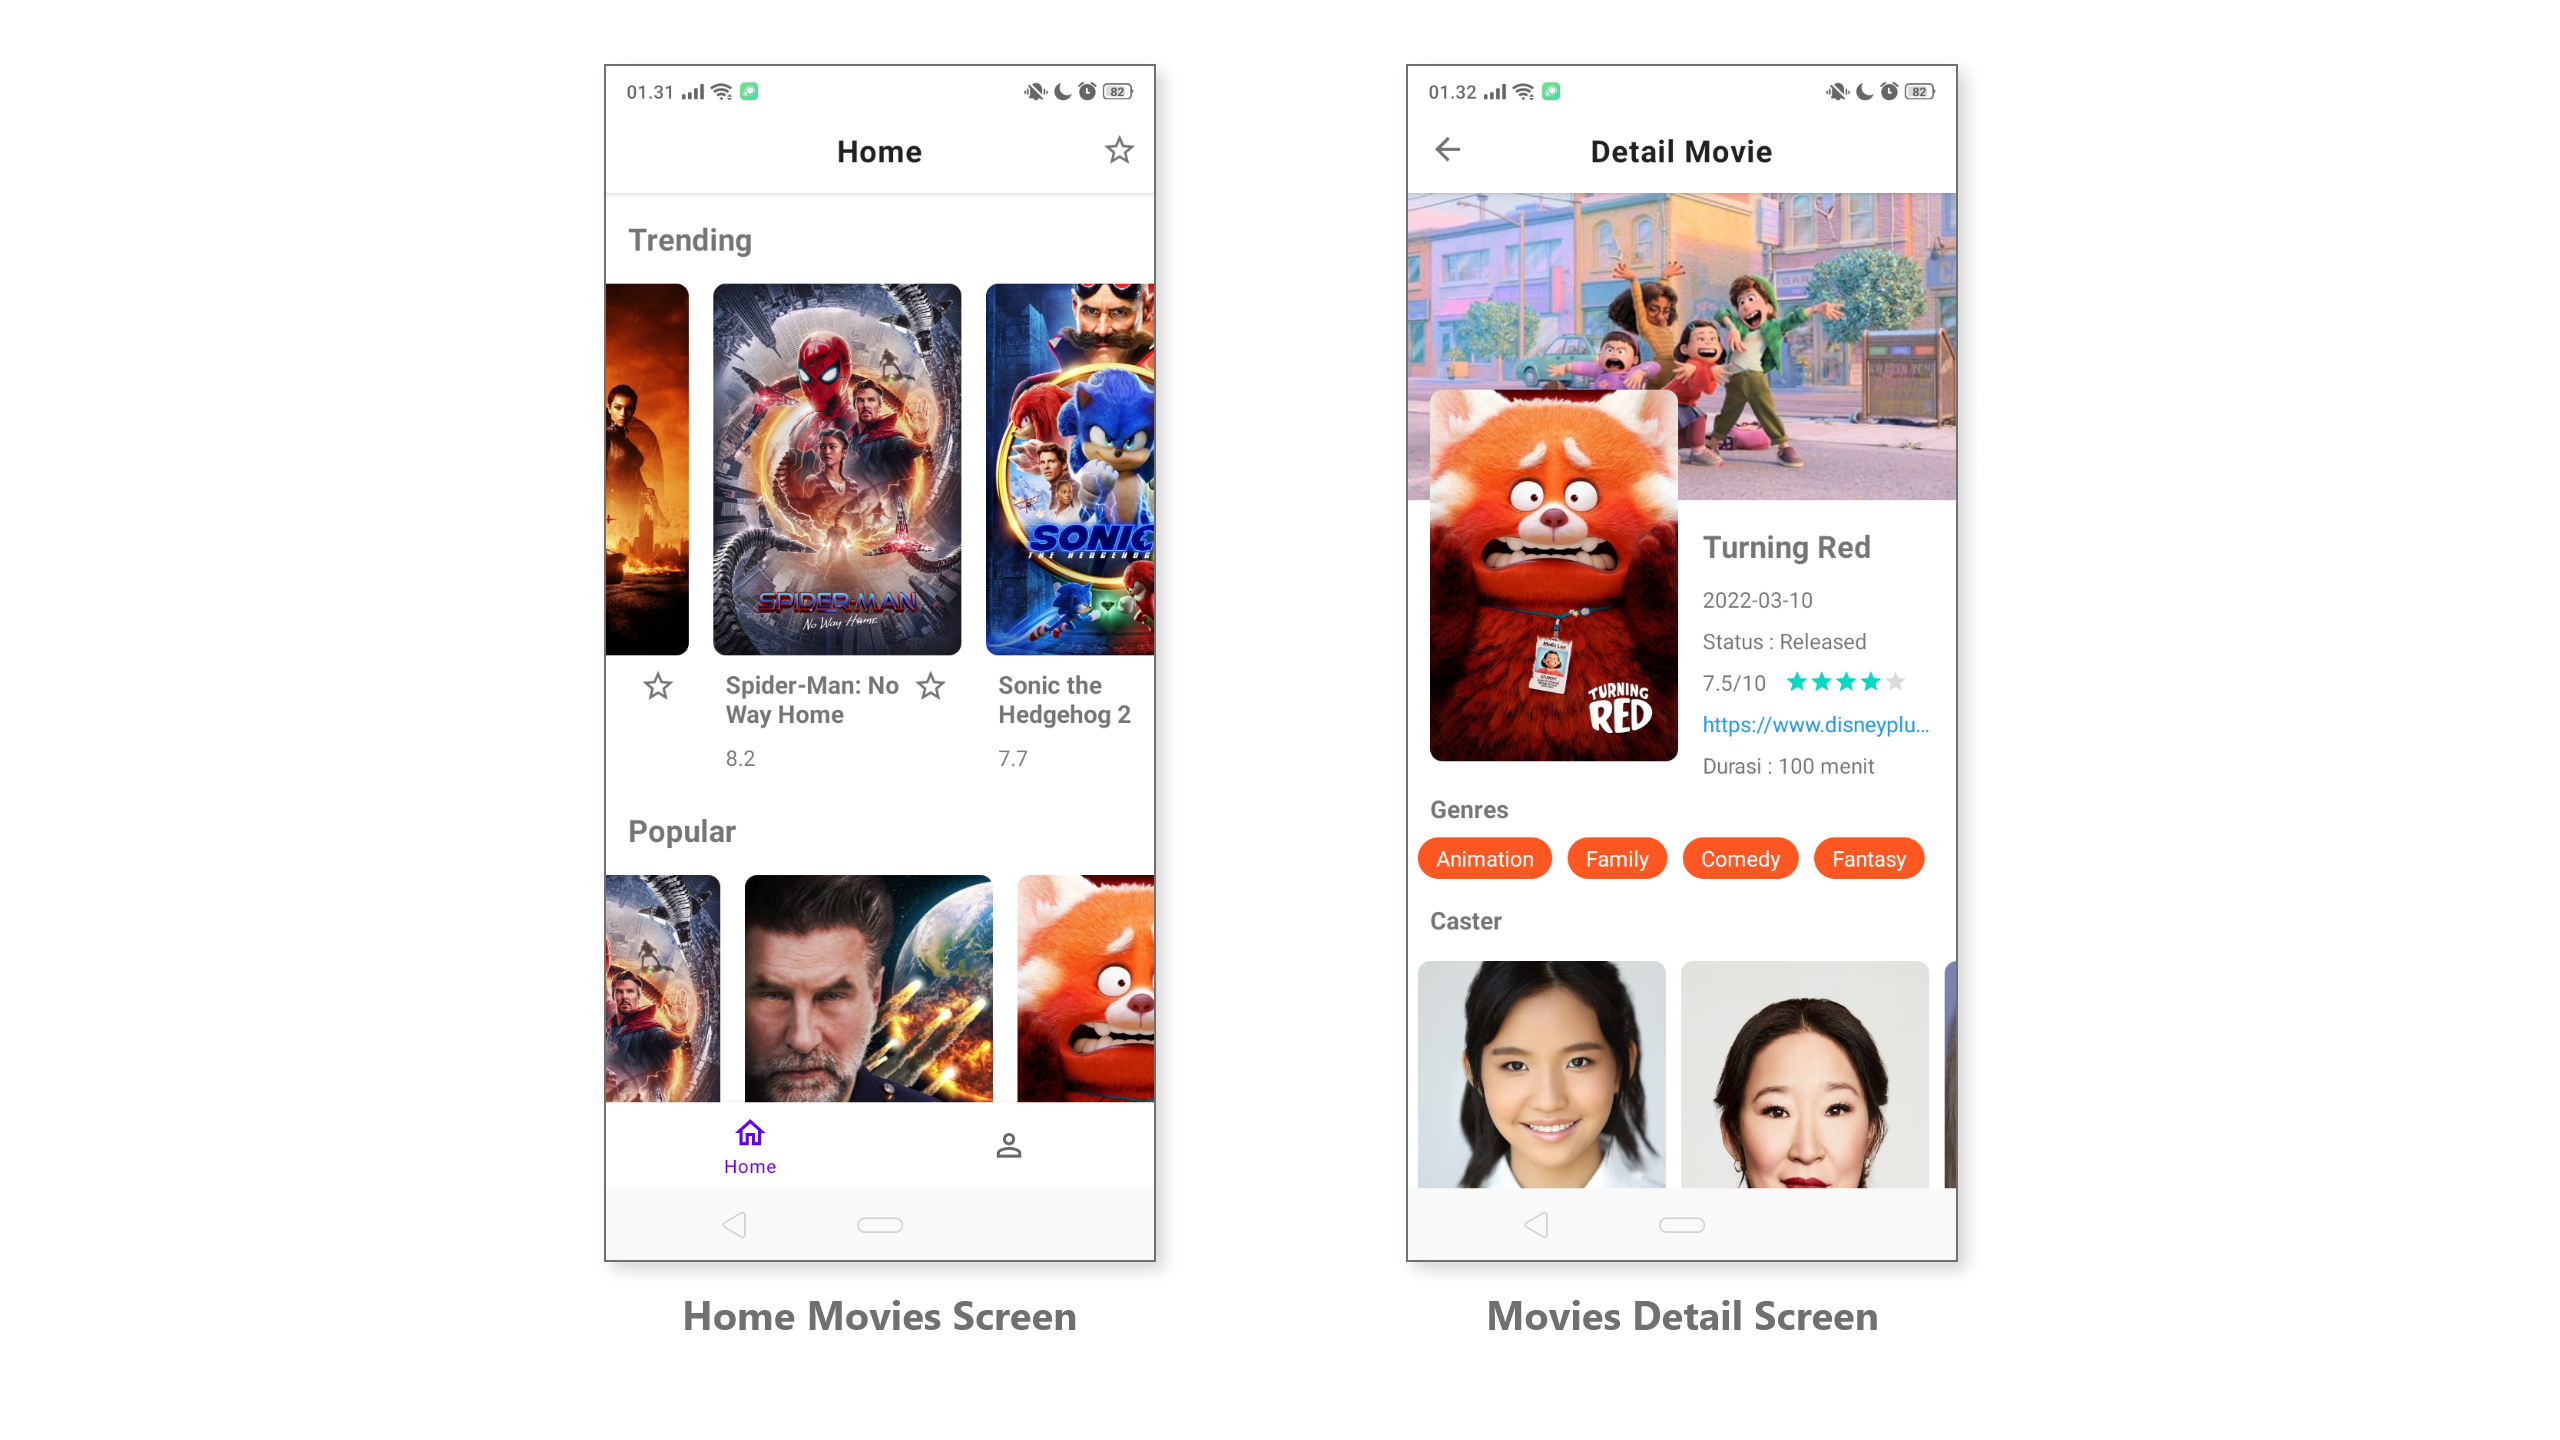 01.31
82
Home
Trending
SPIDER-MAN
No Way Home
SONIC
THE HEDGEHOG
Spider-Man: No
Way Home
8.2
Sonic the
Hedgehog 2
7.7
Popular
Home
Home Movies Screen
01.32
82
Detail Movie
TURNING
RED
Turning Red
2022-03-10
Status : Released
7.5/10
https://www.disneyplu...
Durasi : 100 menit
Genres
Animation
Family
Comedy
Fantasy
Caster
Movies Detail Screen